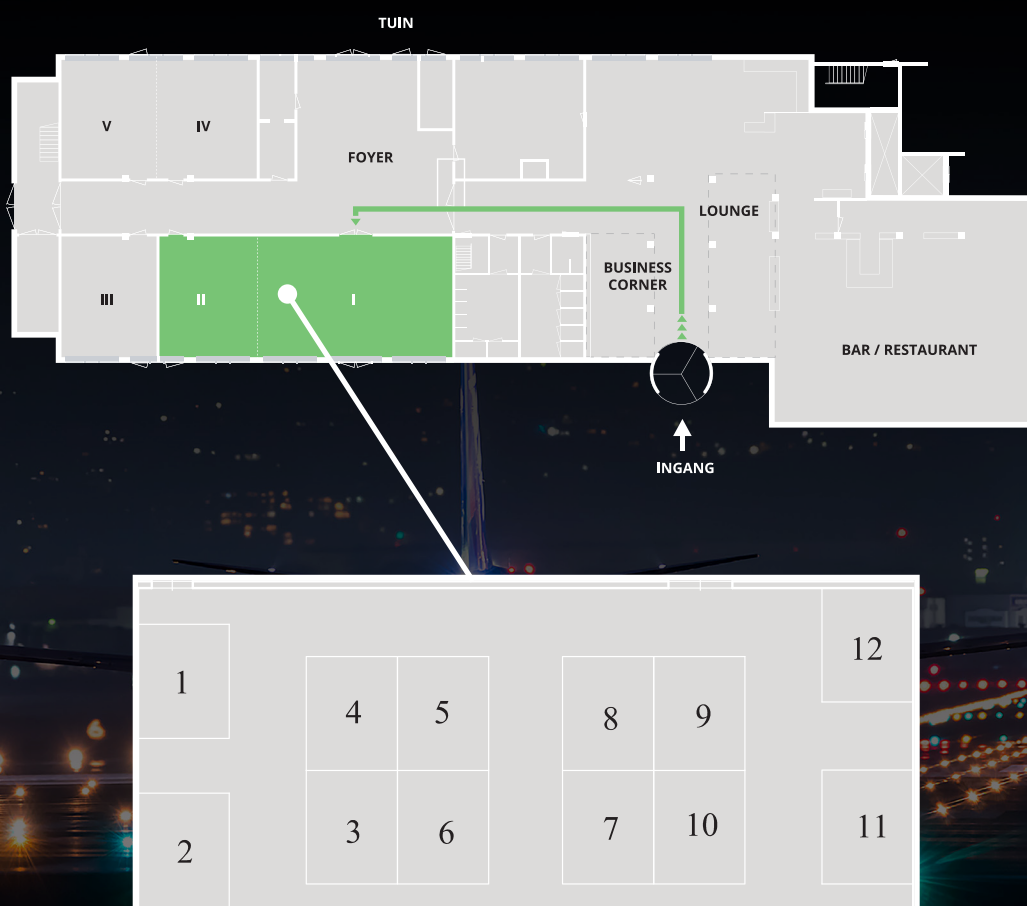 TUIN
V
IV
FOYER
LOUNGE
BUSINESS
CORNER
III
II
I
BAR / RESTAURANT
INGANG
1
12
4
5
8
9
3
6
7
10
11
2